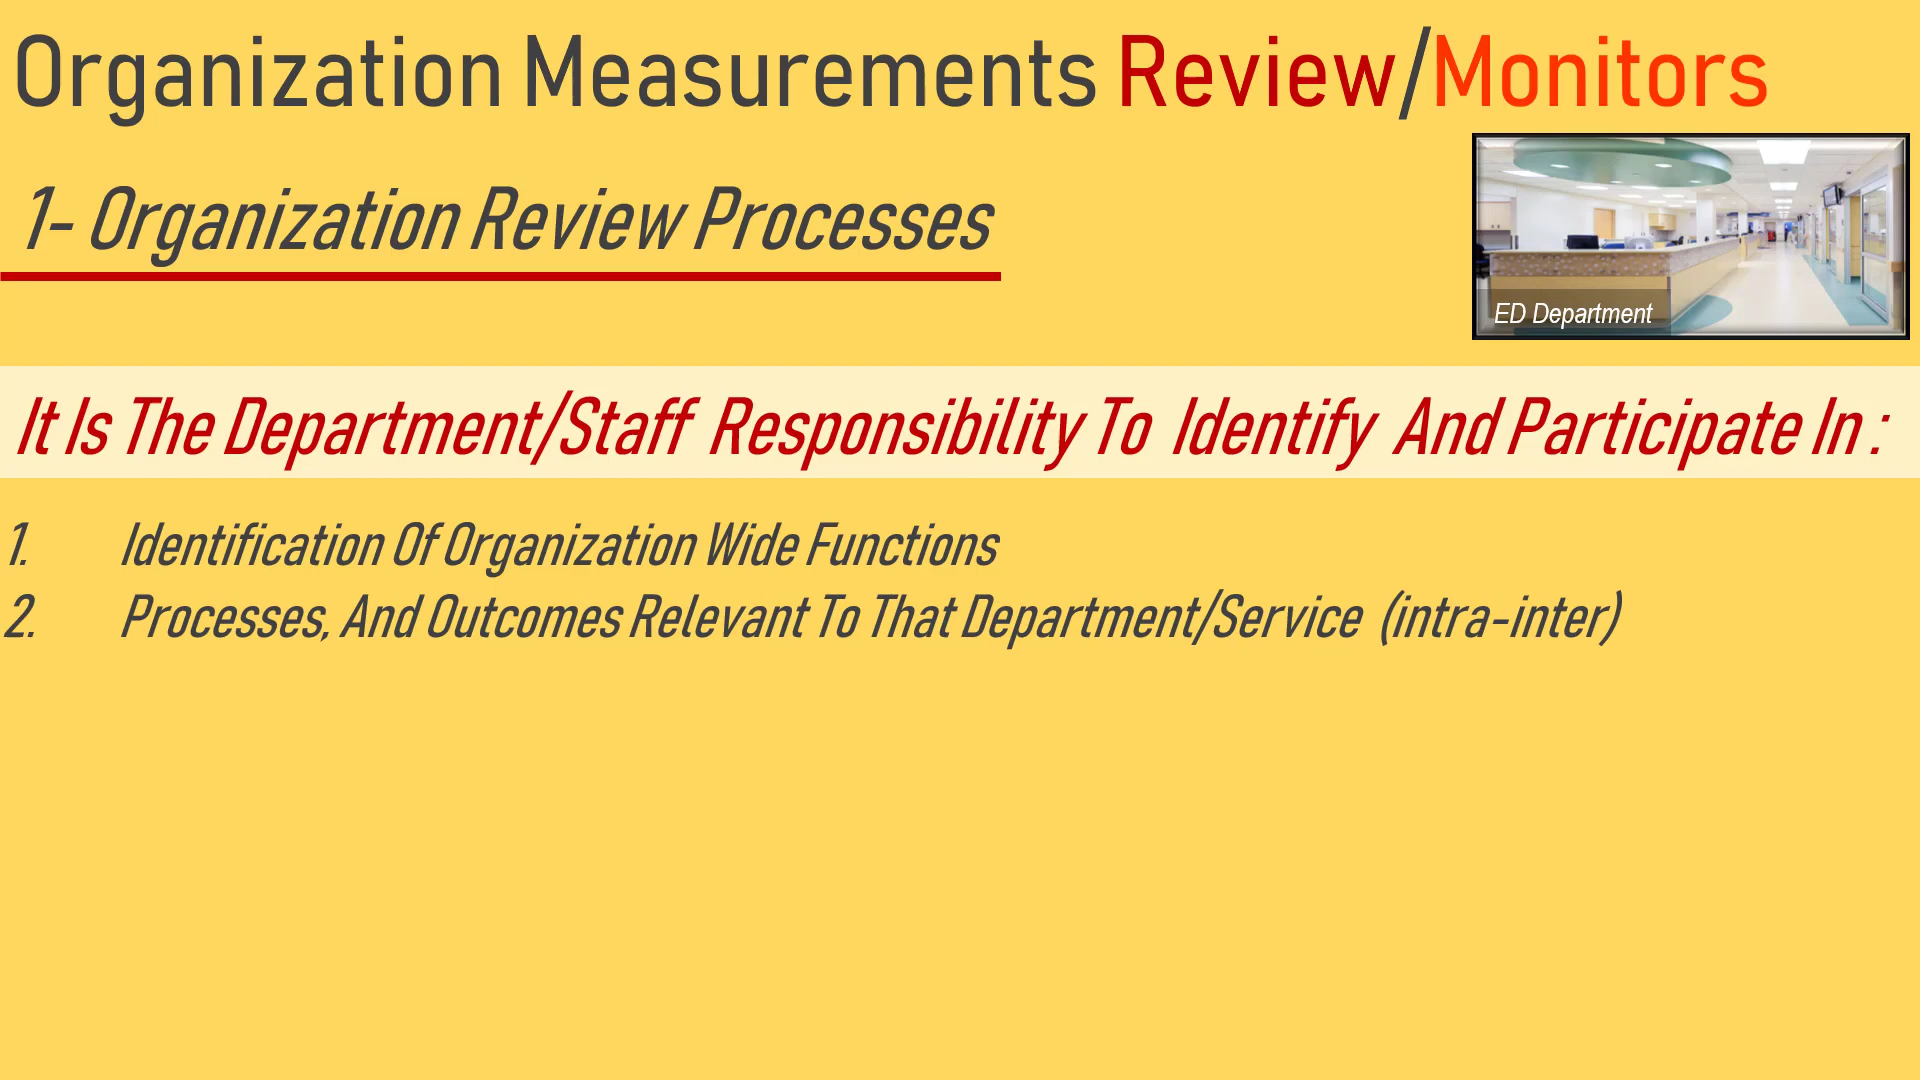 Organization Measurements Review/Monitors
1- Organization Review Processes
ED Department
It Is The Department/Staff Responsibility To Identify And Participate In :
1. Identification Of Organization Wide Functions
2. Processes, And Outcomes Relevant To That Department/Service (intra-inter)